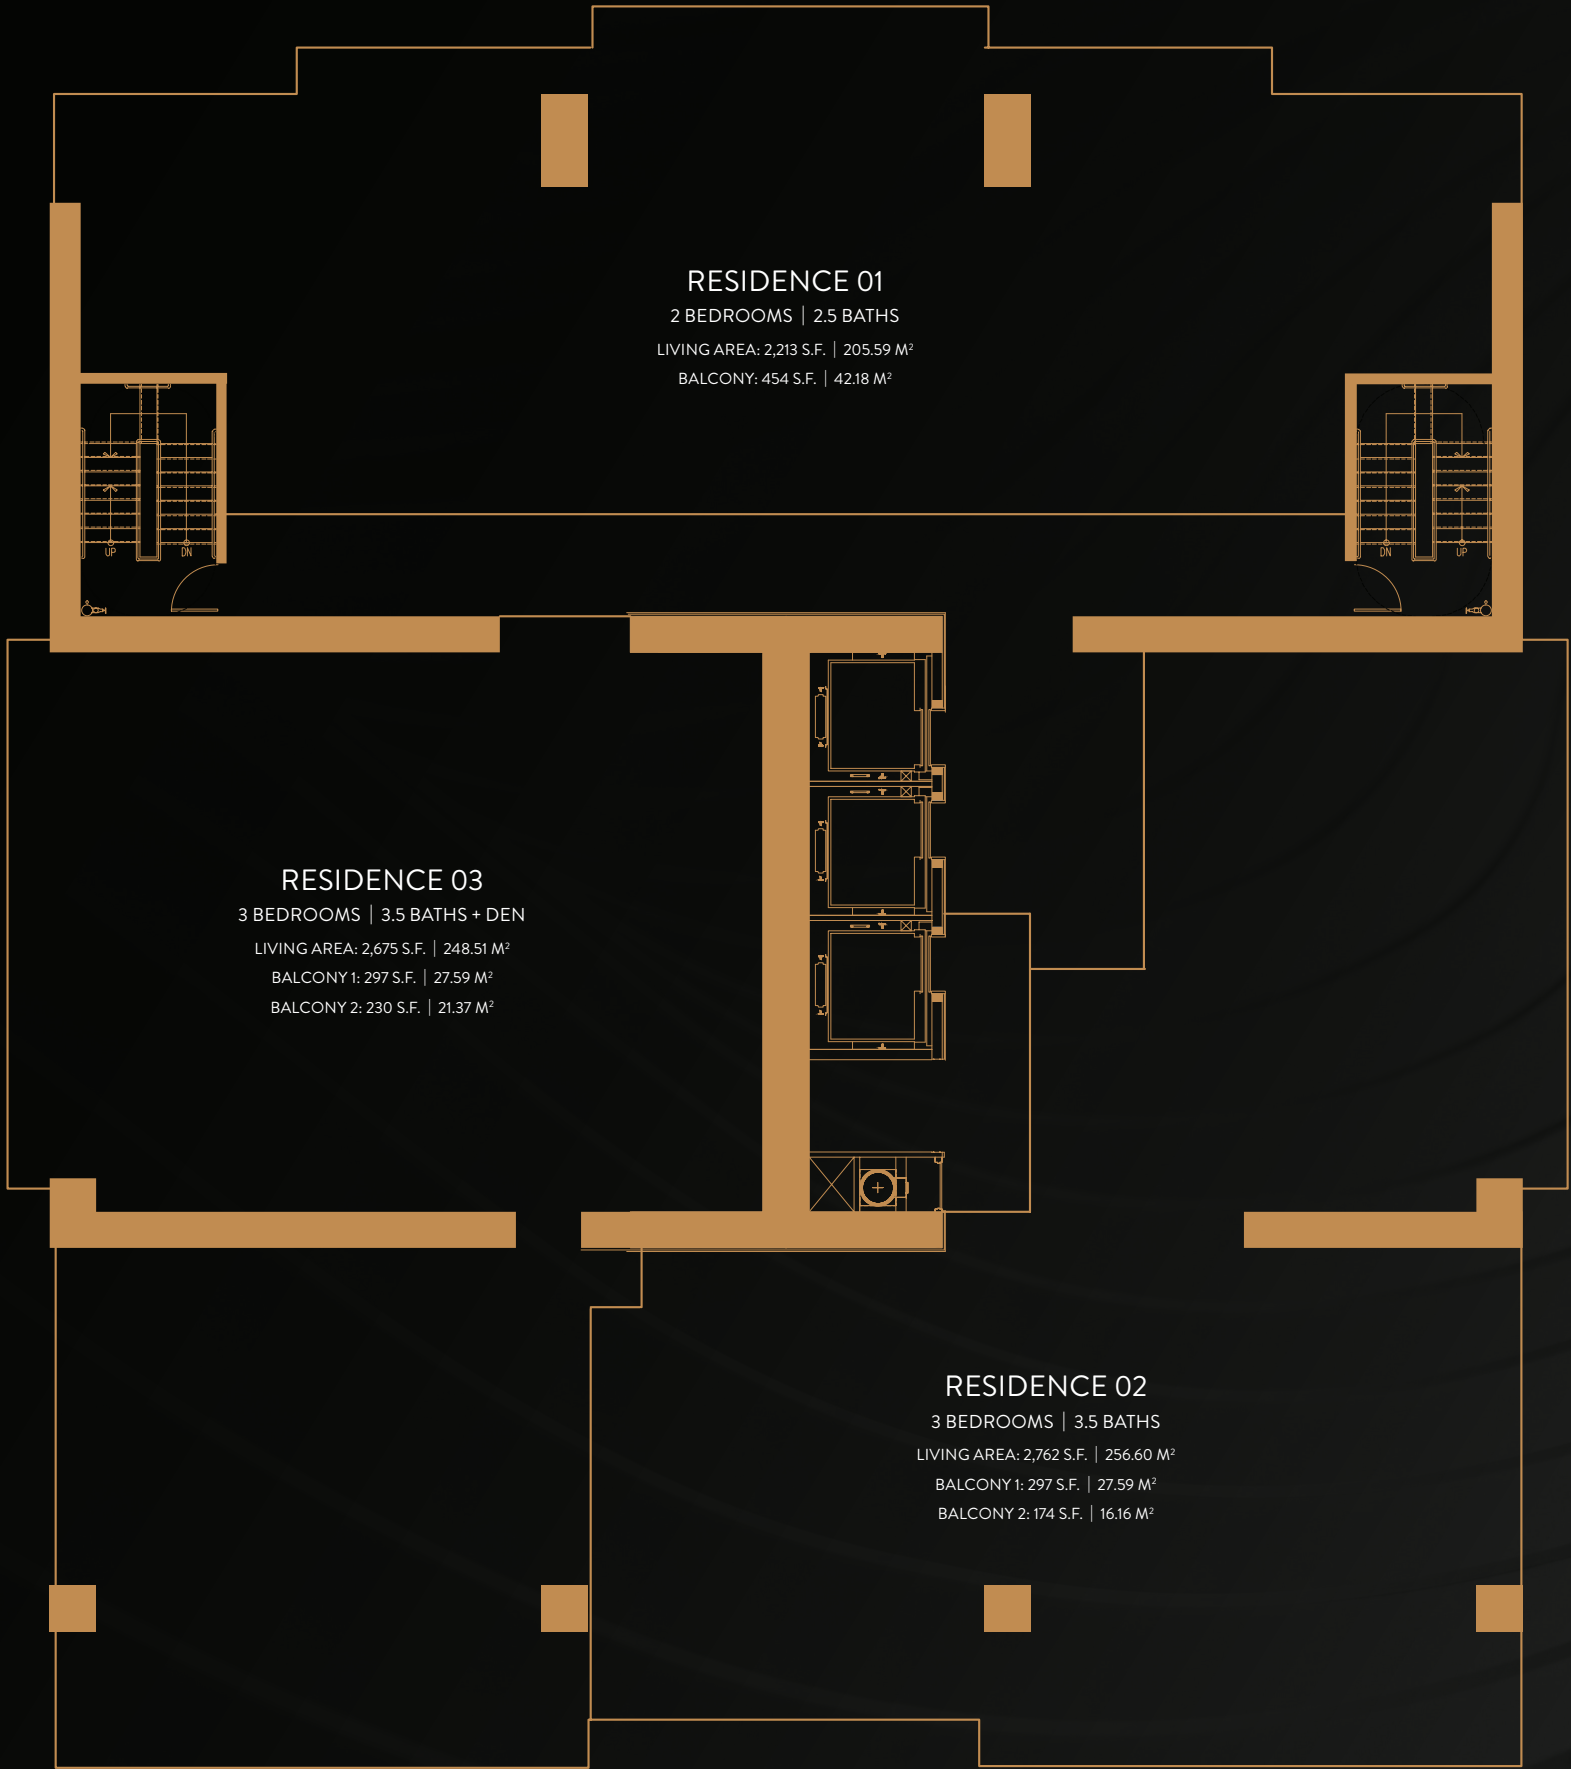 RESIDENCE 01
2 BEDROOMS | 2.5 BATHS
LIVING AREA: 2,213 S.F. | 205.59 M²
BALCONY: 454 S.F. | 42.18 M²
UP DN
DN UP
RESIDENCE 03
3 BEDROOMS | 3.5 BATHS + DEN
LIVING AREA: 2,675 S.F. | 248.51 M²
BALCONY 1: 297 S.F. | 27.59 M²
BALCONY 2: 230 S.F. | 21.37 M²
RESIDENCE 02
3 BEDROOMS | 3.5 BATHS
LIVING AREA: 2,762 S.F. | 256.60 M²
BALCONY 1: 297 S.F. | 27.59 M²
BALCONY 2: 174 S.F. | 16.16 M²